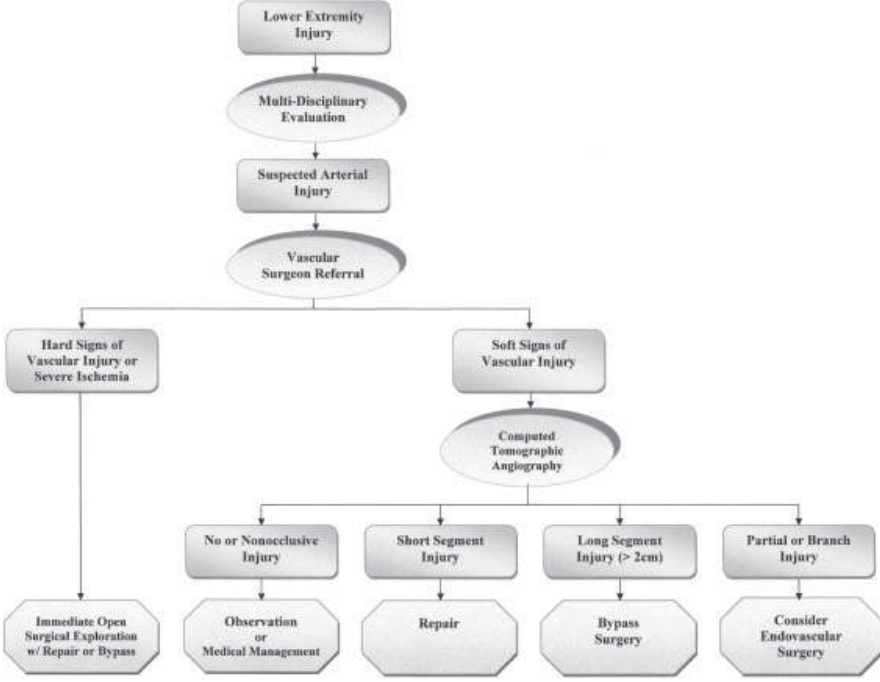 Lower Extremity
Injury
Multi-Disciplinary
Evaluation
Suspected Arterial
Injury
Vascular
Surgeon Referral
Hard Signs of
Vascular Injury or
Severe Ischemia
Soft Signs of
Vascular Injury
Computed
Tomographic
Angiography
No or Nonocclusive
Injury
Short Segment
Injury
Long Segment
Injury (> 2cm)
Partial or Branch
Injury
Immediate Open
Surgical Exploration
w/ Repair or Bypass
Observation
or
Medical Management
Repair
Bypass
Surgery
Consider
Endovascular
Surgery